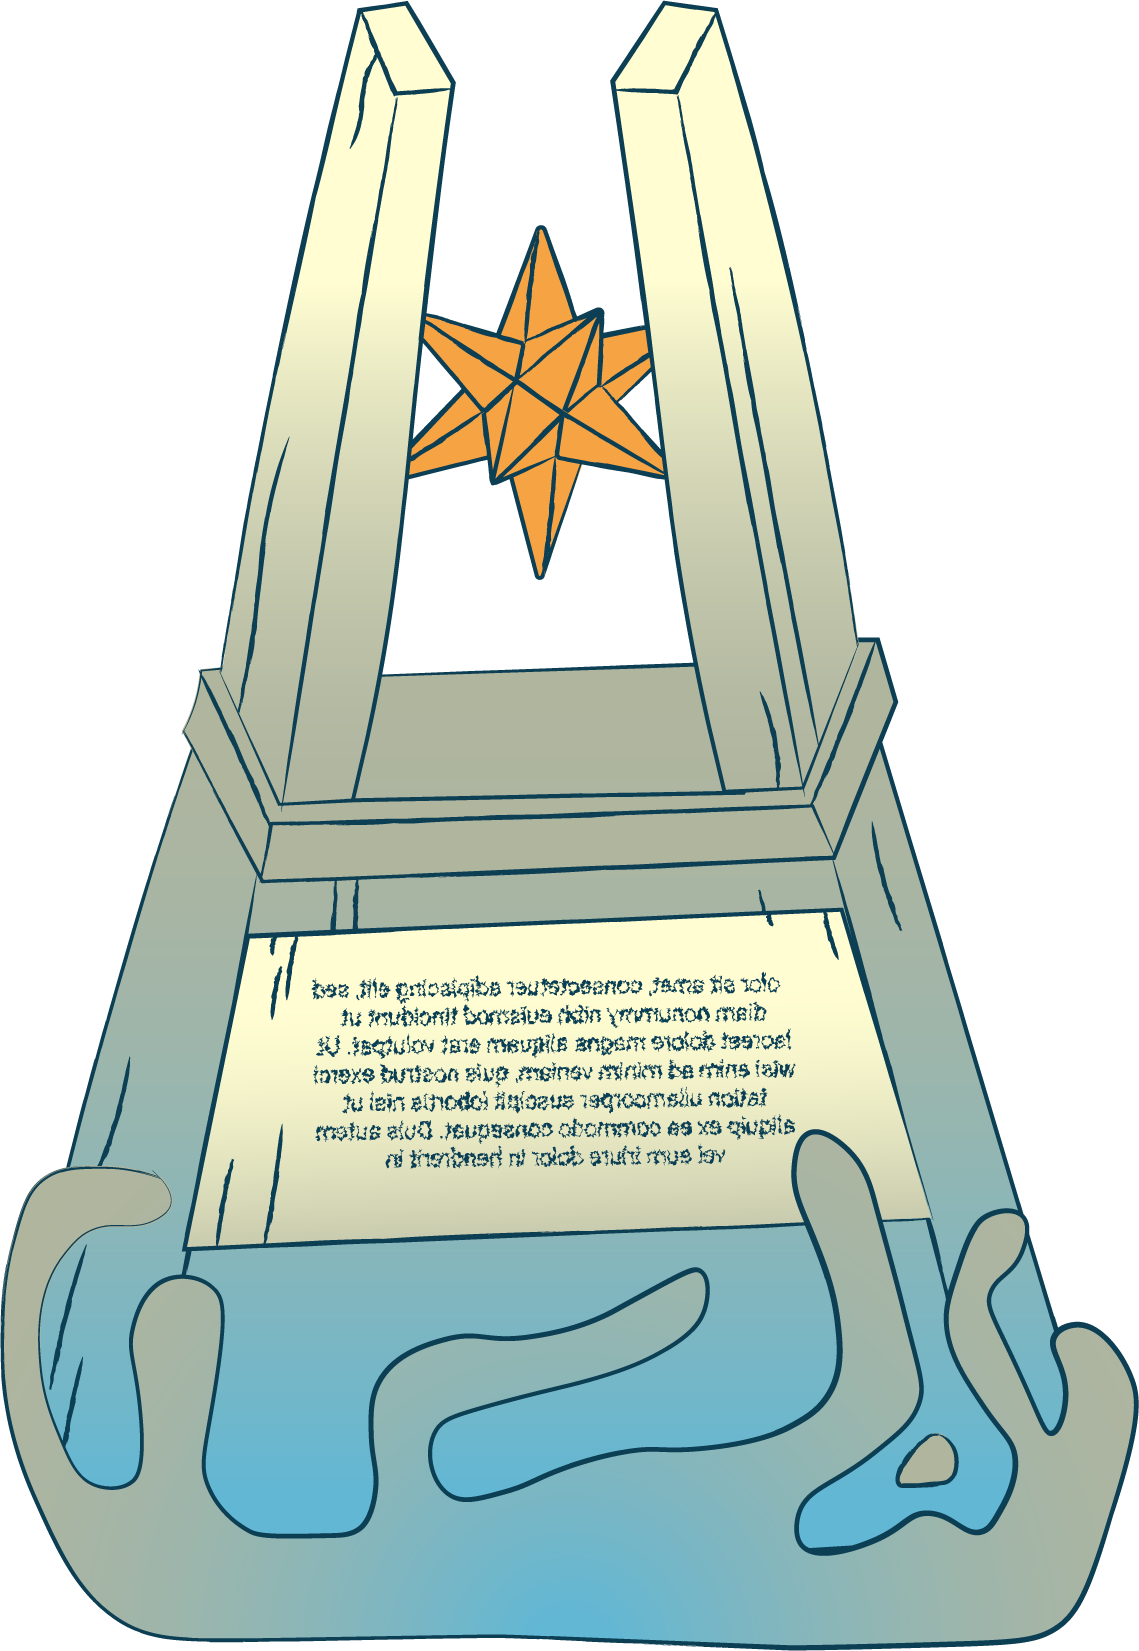 olor sit amet, consectetuer adipiscing elit, sed
diam nonummy nibh euismod tincidunt ut
laoreet dolore magna aliquam erat volutpat. Ut
wisi enim ad minim veniam, quis nostrud exerci
tation ullamcorper suscipit lobortis nisl ut
aliquip ex ea commodo consequat. Duis autem
vel eum iriure dolor in hendrerit in